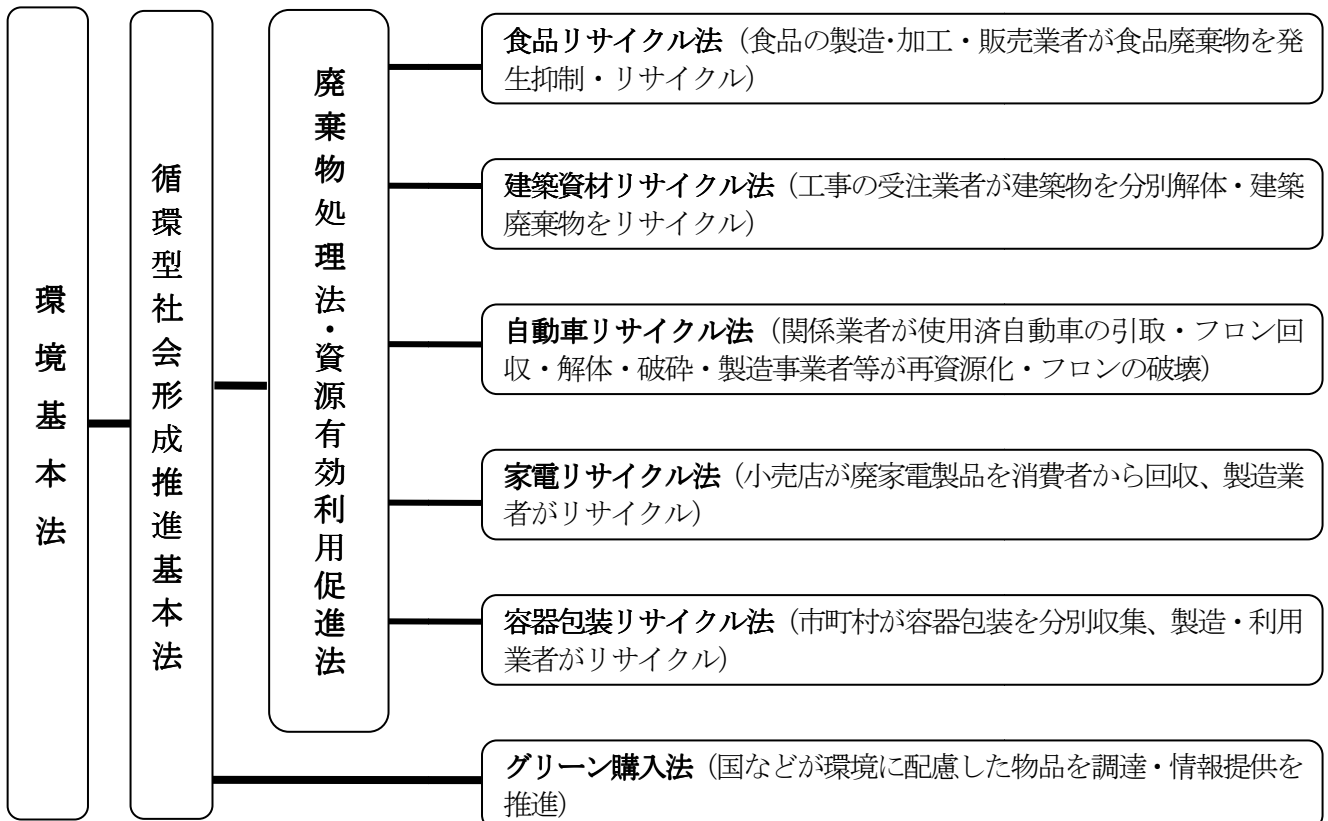 環境基本法
循環型社会形成推進基本法
廃棄物処理法・資源有効利用促進法
食品リサイクル法（食品の製造・加工・販売業者が食品廃棄物を発
生抑制・リサイクル）
建築資材リサイクル法（工事の受注業者が建築物を分別解体・建築
廃棄物をリサイクル）
自動車リサイクル法（関係業者が使用済自動車の引取・フロン回
収・解体・破砕・製造事業者等が再資源化・フロンの破壊）
家電リサイクル法（小売店が廃家電製品を消費者から回収、製造業
者がリサイクル）
容器包装リサイクル法（市町村が容器包装を分別収集、製造・利用
業者がリサイクル）
グリーン購入法（国などが環境に配慮した物品を調達・情報提供を
推進）